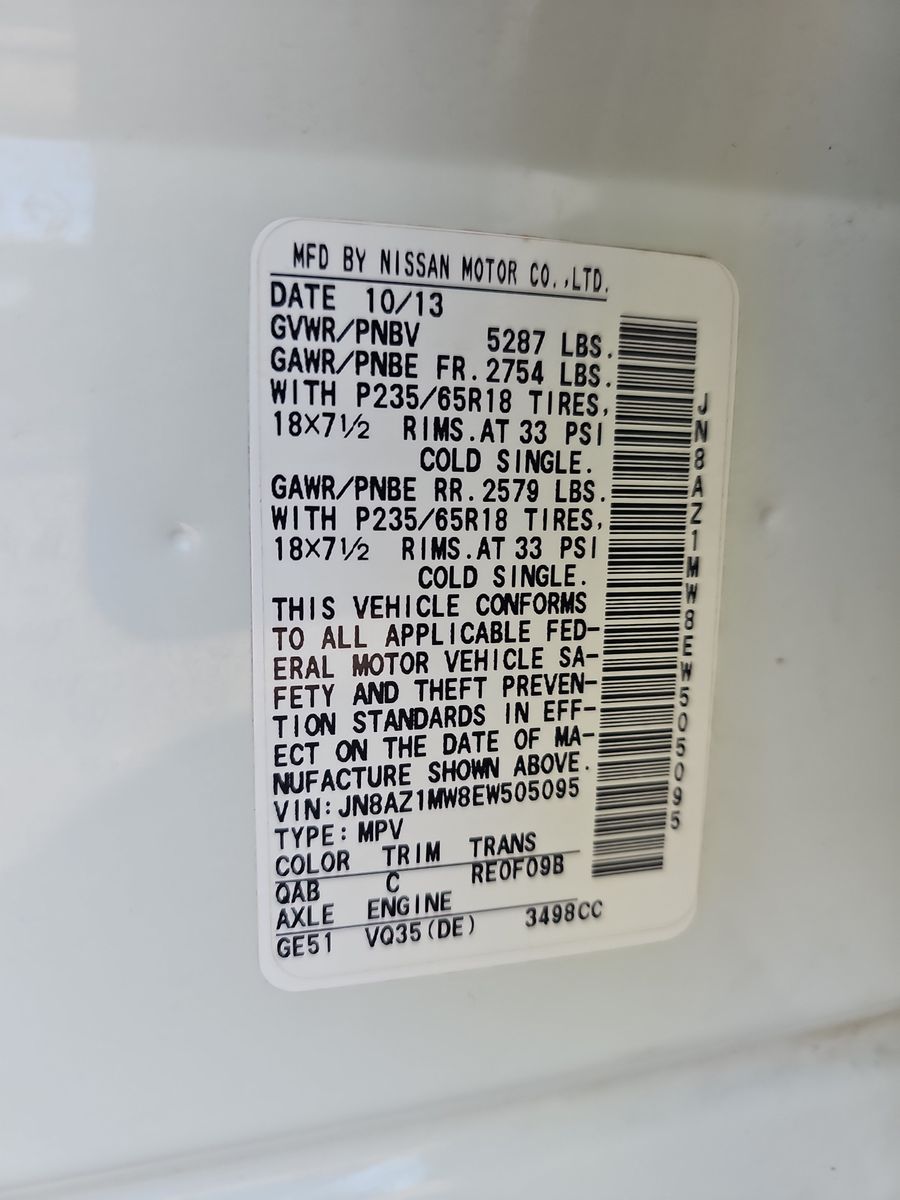 MFD BY NISSAN MOTOR CO.,LTD.
DATE 10/13
GVWR/PNBV 5287 LBS.
GAWR/PNBE FR. 2754 LBS.
WITH P235/65R18 TIRES,
18×7½ RIMS.AT 33 PSI
COLD SINGLE.
GAWR/PNBE RR. 2579 LBS.
WITH P235/65R18 TIRES,
18×7½ RIMS.AT 33 PSI
COLD SINGLE.
THIS VEHICLE CONFORMS
TO ALL APPLICABLE FED-
ERAL MOTOR VEHICLE SA-
FETY AND THEFT PREVEN-
TION STANDARDS IN EFF-
ECT ON THE DATE OF MA-
NUFACTURE SHOWN ABOVE.
VIN: JN8AZ1MW8EW505095
TYPE: MPV
COLOR TRIM TRANS
QAB C RE0F09B
AXLE ENGINE
GE51 VQ35(DE) 3498CC
JN8AZ1MW8EW505095